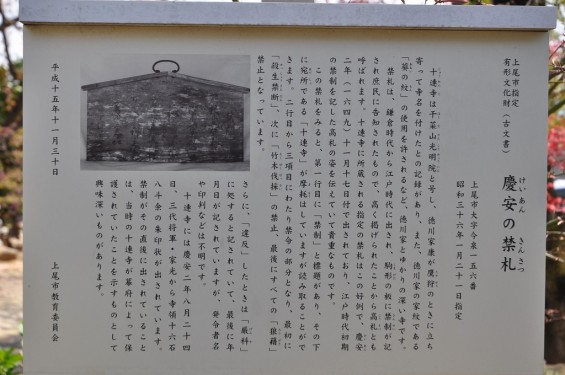 上尾市指定
有形文化財（古文書）
慶安の禁札
けいあん
きんさつ
上尾市大字今泉一五六番
昭和三十六年一月二十一日指定
十連寺は干菜山光明院と号し、徳川家康が鷹狩のときに立ち
寄って寺名を付けたとの記録があり、また、徳川家の家紋である
「葵の紋」の使用を許されるなど、徳川家とゆかりの深い寺です。
禁札は、鎌倉時代から江戸時代に出され、駒形の板に禁制が記
され庶民に告知されたもので、高く掲げられたことから高札とも
呼ばれます。十連寺に所蔵される指定の禁札はこの好例で、慶安
二年（一六四九）十一月十七日付で出されており、江戸時代初期
の禁制を記した高札の姿を伝えていて貴重なものです。
この禁札をみると、第一行目に「禁制」と標題があり、その下
に宛所である「十連寺」が摩耗はしていますが読み取ることがで
きます。二行目から三項目にわたり禁令の部分となり、最初に
「殺生禁断」、次に「竹木伐採」の禁止、最後にすべての「狼藉」
禁止となっています。
さらに、「違反」したときは「厳科」
に処すると記されていて、最後に年
月日が記されていますが、発令者名
や印判などは不明です。
十連寺には慶安二年八月二十四
日、三代将軍・家光から寺領十六石
八斗余の朱印状が出されています。
禁制がその直後に出されていること
は、当時の十連寺が幕府によって保
護されていたことを示すものとして
興味深いものがあります。
平成十五年十一月三十日
上尾市教育委員会